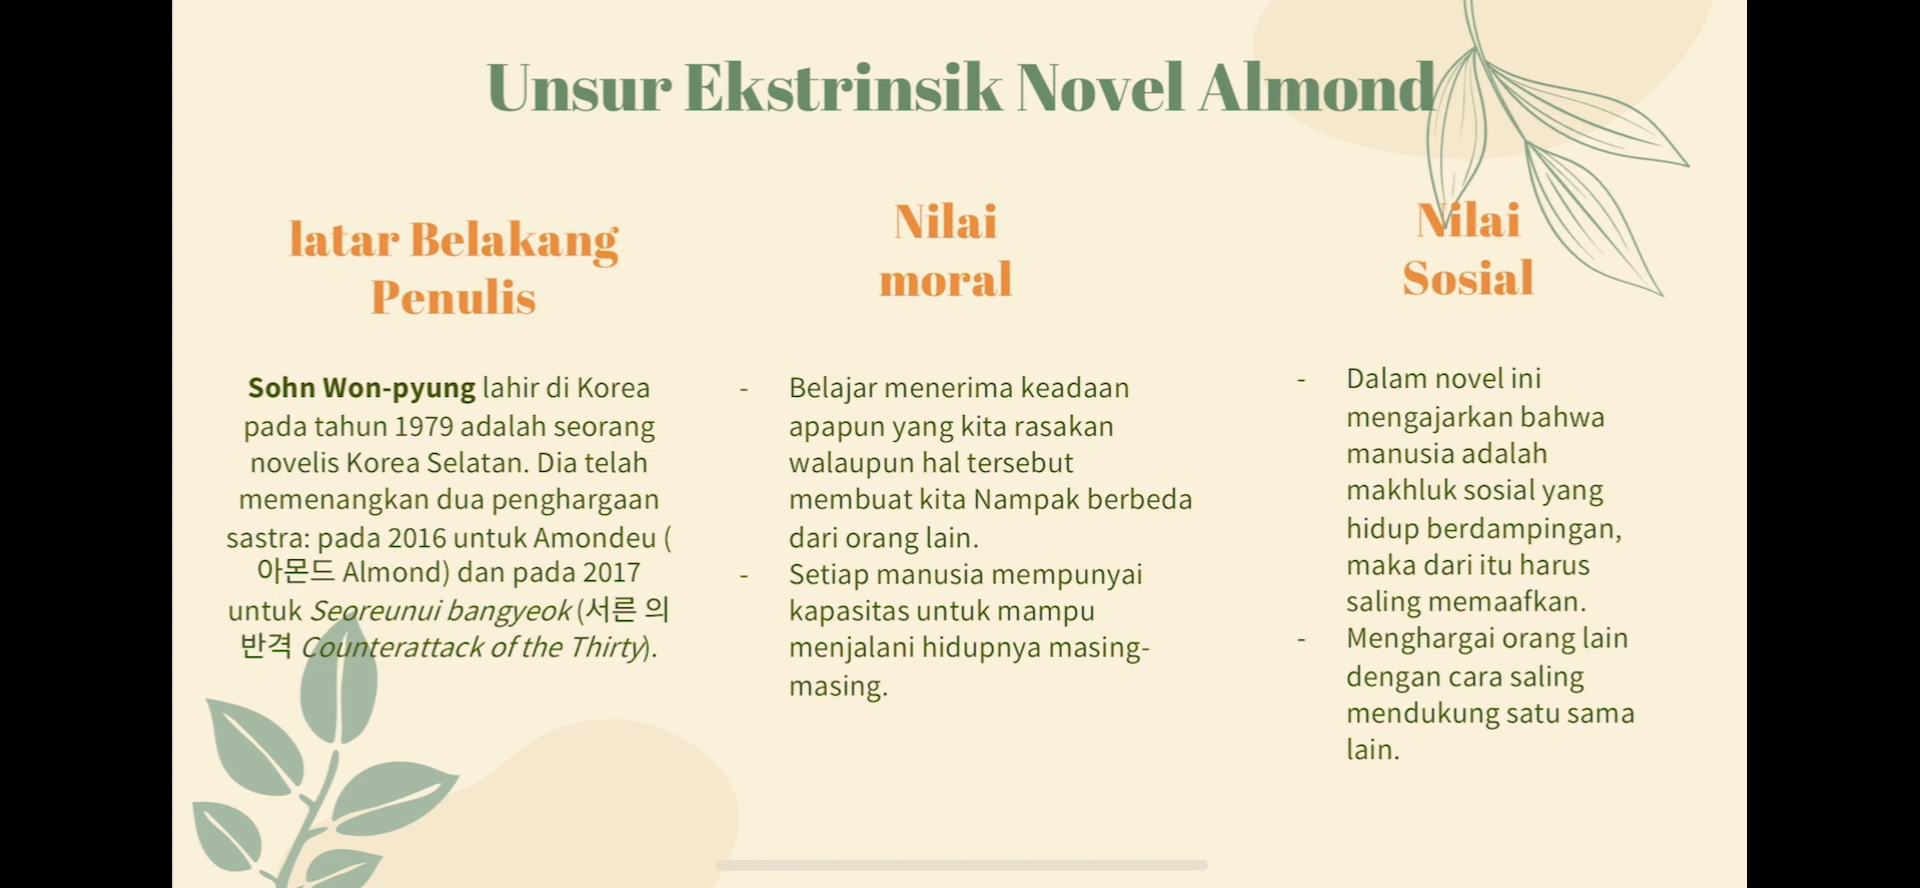 Unsur Ekstrinsik Novel Almond
latar Belakang
Penulis
Sohn Won-pyung lahir di Korea
pada tahun 1979 adalah seorang
novelis Korea Selatan. Dia telah
memenangkan dua penghargaan
sastra: pada 2016 untuk Amondeu (
아몬드 Almond) dan pada 2017
untuk Seoreunui bangyeok (서른 의
반격 Counterattack of the Thirty).
Nilai
moral
- Belajar menerima keadaan
apapun yang kita rasakan
walaupun hal tersebut
membuat kita Nampak berbeda
dari orang lain.
- Setiap manusia mempunyai
kapasitas untuk mampu
menjalani hidupnya masing-
masing.
Nilai
Sosial
- Dalam novel ini
mengajarkan bahwa
manusia adalah
makhluk sosial yang
hidup berdampingan,
maka dari itu harus
saling memaafkan.
- Menghargai orang lain
dengan cara saling
mendukung satu sama
lain.